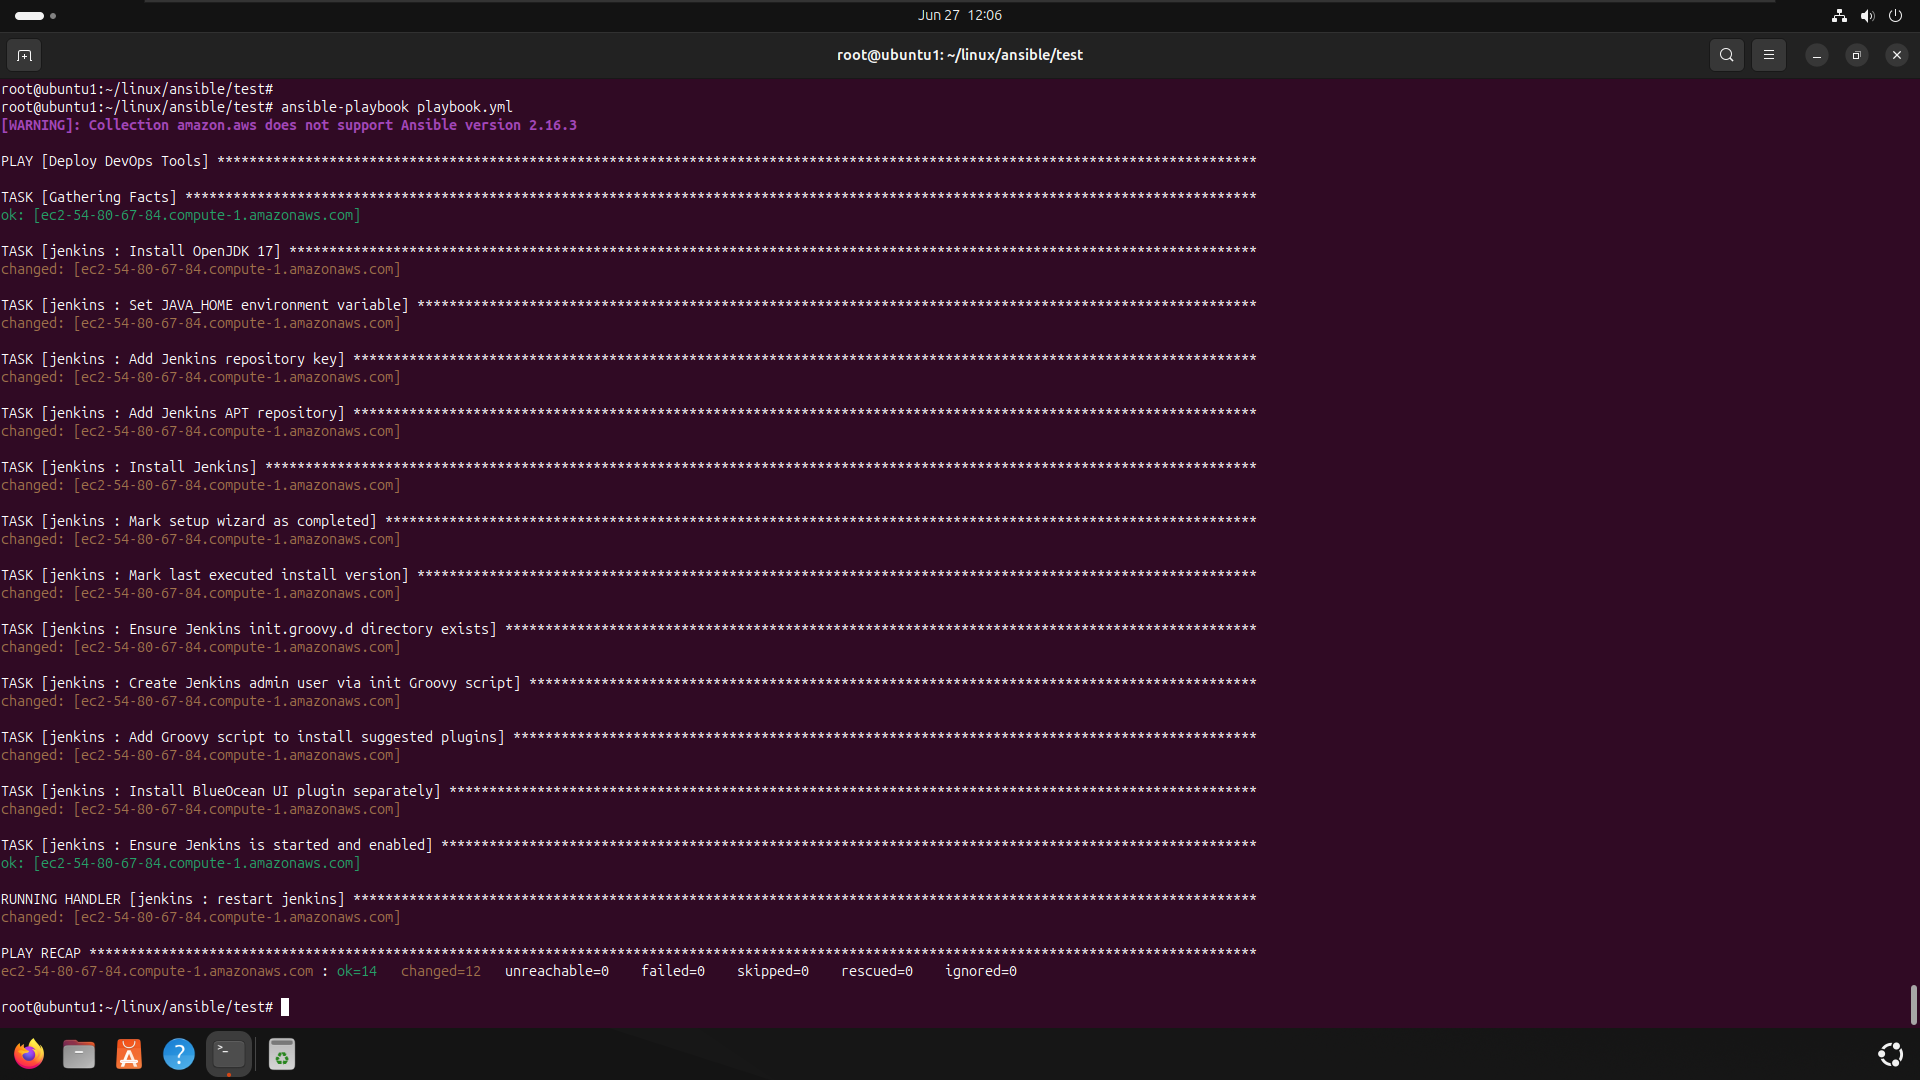 Jun 27 12:06
root@ubuntu1: ~/linux/ansible/test
root@ubuntu1:~/linux/ansible/test#
root@ubuntu1:~/linux/ansible/test# ansible-playbook playbook.yml
[WARNING]: Collection amazon.aws does not support Ansible version 2.16.3
PLAY [Deploy DevOps Tools] **********************************************************************************************************************************
TASK [Gathering Facts] **************************************************************************************************************************************
ok: [ec2-54-80-67-84.compute-1.amazonaws.com]
TASK [jenkins : Install OpenJDK 17] *************************************************************************************************************************
changed: [ec2-54-80-67-84.compute-1.amazonaws.com]
TASK [jenkins : Set JAVA_HOME environment variable] *********************************************************************************************************
changed: [ec2-54-80-67-84.compute-1.amazonaws.com]
TASK [jenkins : Add Jenkins repository key] *****************************************************************************************************************
changed: [ec2-54-80-67-84.compute-1.amazonaws.com]
TASK [jenkins : Add Jenkins APT repository] *****************************************************************************************************************
changed: [ec2-54-80-67-84.compute-1.amazonaws.com]
TASK [jenkins : Install Jenkins] ****************************************************************************************************************************
changed: [ec2-54-80-67-84.compute-1.amazonaws.com]
TASK [jenkins : Mark setup wizard as completed] *************************************************************************************************************
changed: [ec2-54-80-67-84.compute-1.amazonaws.com]
TASK [jenkins : Mark last executed install version] *********************************************************************************************************
changed: [ec2-54-80-67-84.compute-1.amazonaws.com]
TASK [jenkins : Ensure Jenkins init.groovy.d directory exists] **********************************************************************************************
changed: [ec2-54-80-67-84.compute-1.amazonaws.com]
TASK [jenkins : Create Jenkins admin user via init Groovy script] *******************************************************************************************
changed: [ec2-54-80-67-84.compute-1.amazonaws.com]
TASK [jenkins : Add Groovy script to install suggested plugins] *********************************************************************************************
changed: [ec2-54-80-67-84.compute-1.amazonaws.com]
TASK [jenkins : Install BlueOcean UI plugin separately] *****************************************************************************************************
changed: [ec2-54-80-67-84.compute-1.amazonaws.com]
TASK [jenkins : Ensure Jenkins is started and enabled] ******************************************************************************************************
ok: [ec2-54-80-67-84.compute-1.amazonaws.com]
RUNNING HANDLER [jenkins : restart jenkins] *****************************************************************************************************************
changed: [ec2-54-80-67-84.compute-1.amazonaws.com]
PLAY RECAP **************************************************************************************************************************************************
ec2-54-80-67-84.compute-1.amazonaws.com : ok=14 changed=12 unreachable=0 failed=0 skipped=0 rescued=0 ignored=0
root@ubuntu1:~/linux/ansible/test#